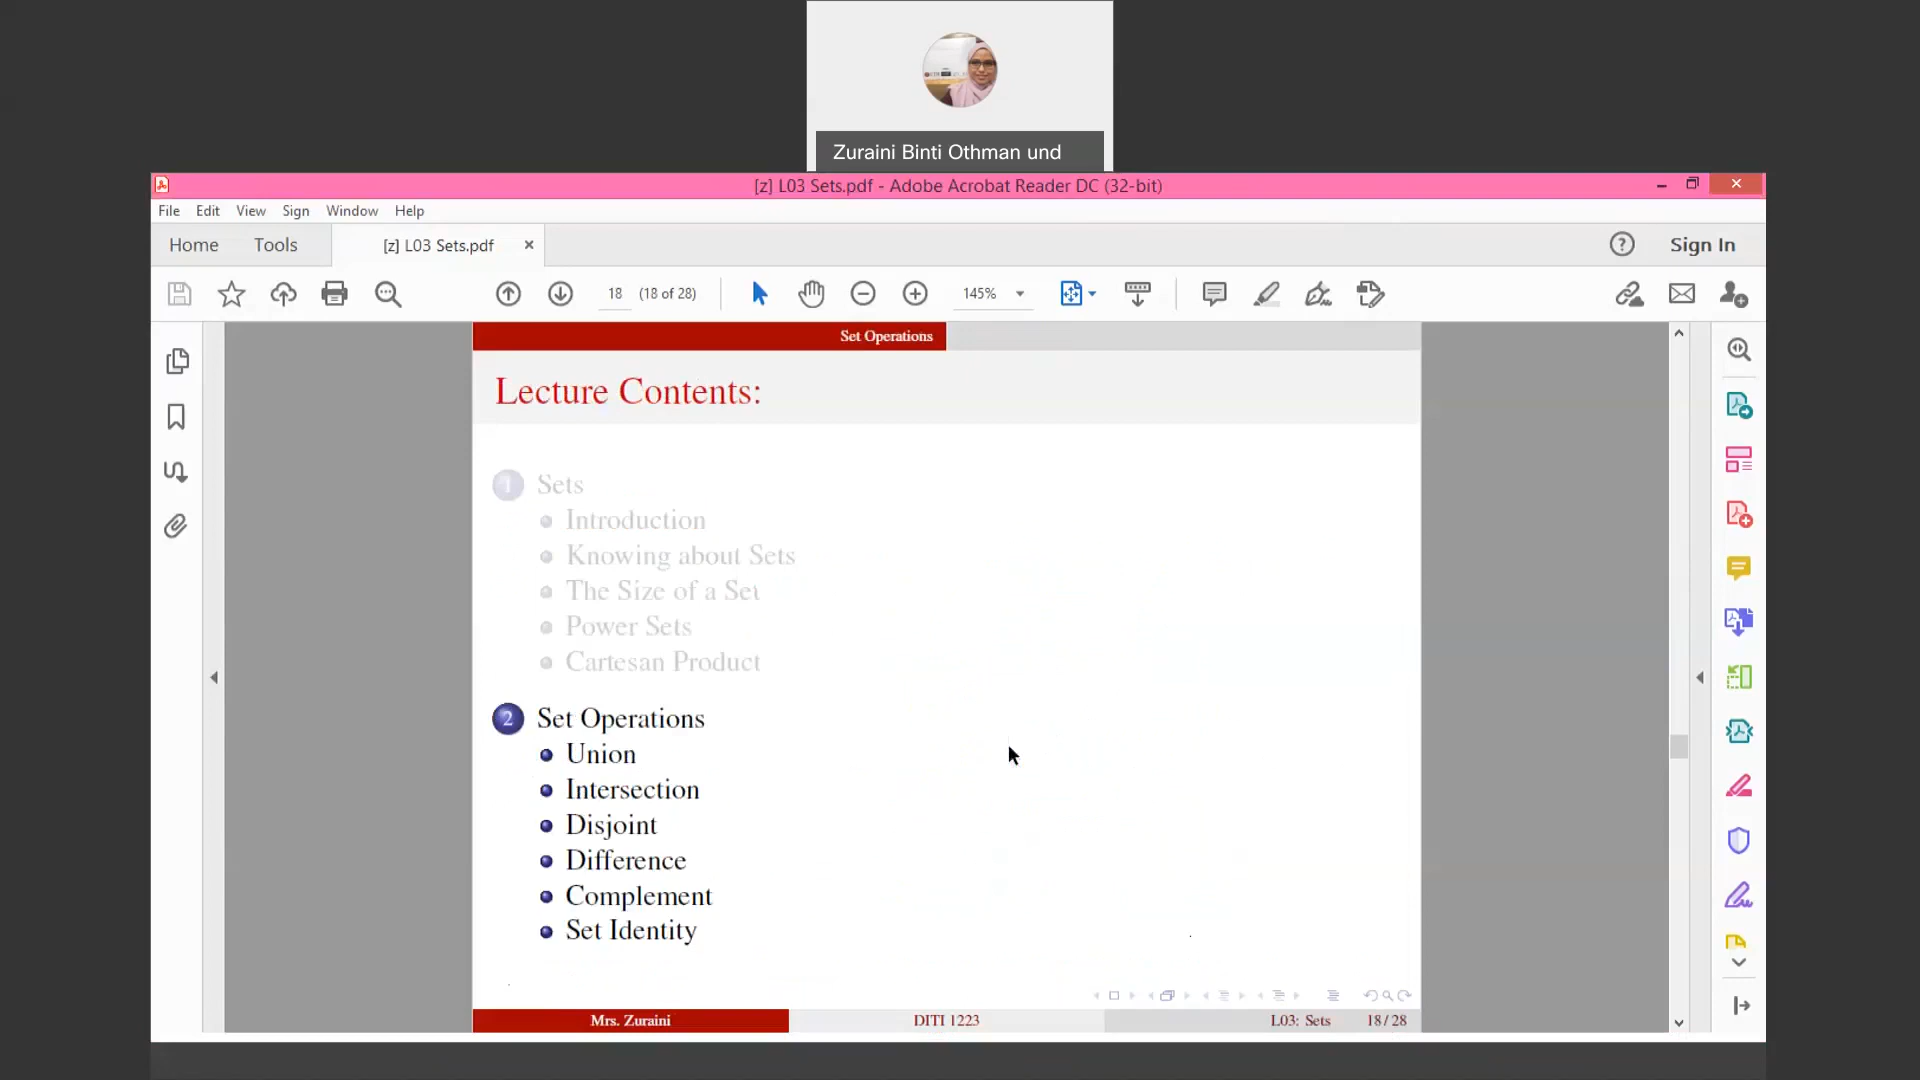 Zuraini Binti Othman und
[z] L03 Sets.pdf - Adobe Acrobat Reader DC (32-bit)
File Edit View Sign Window Help
Home Tools [z] L03 Sets.pdf × Sign In
18 (18 of 28) 145%
Set Operations
Lecture Contents:
1 Sets
Introduction
Knowing about Sets
The Size of a Set
Power Sets
Cartesan Product
2 Set Operations
Union
Intersection
Disjoint
Difference
Complement
Set Identity
Mrs. Zuraini DITI 1223 L03: Sets 18/28